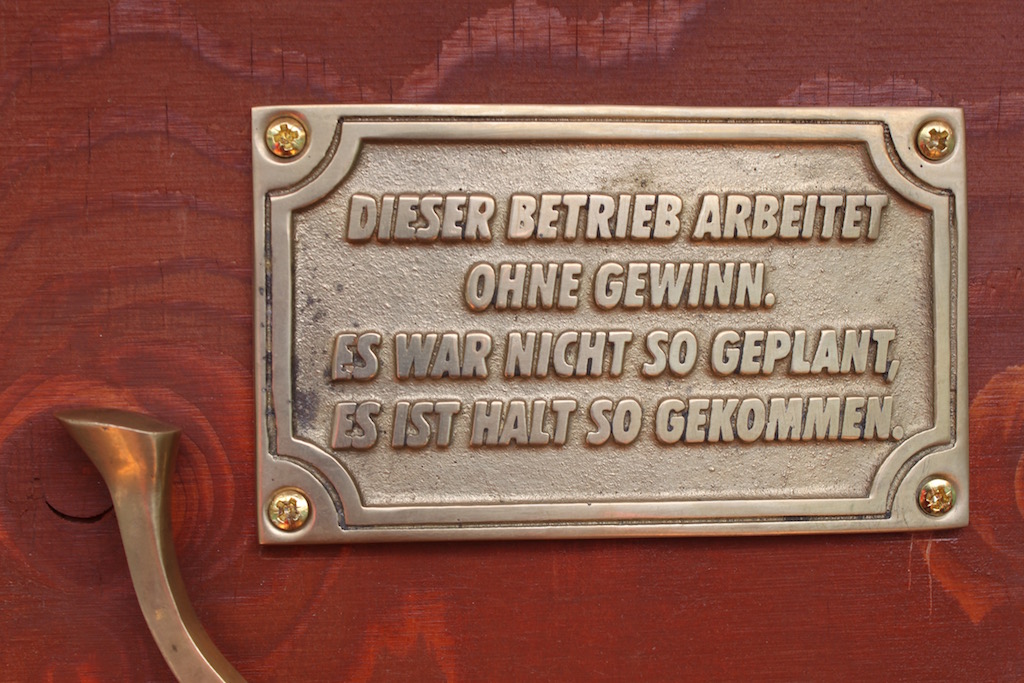 DIESER BETRIEB ARBEITET
OHNE GEWINN.
ES WAR NICHT SO GEPLANT,
ES IST HALT SO GEKOMMEN.